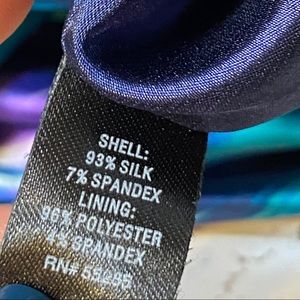 SHELL:
93% SILK
7% SPANDEX
LINING:
96% POLYESTER
4% SPANDEX
RN#